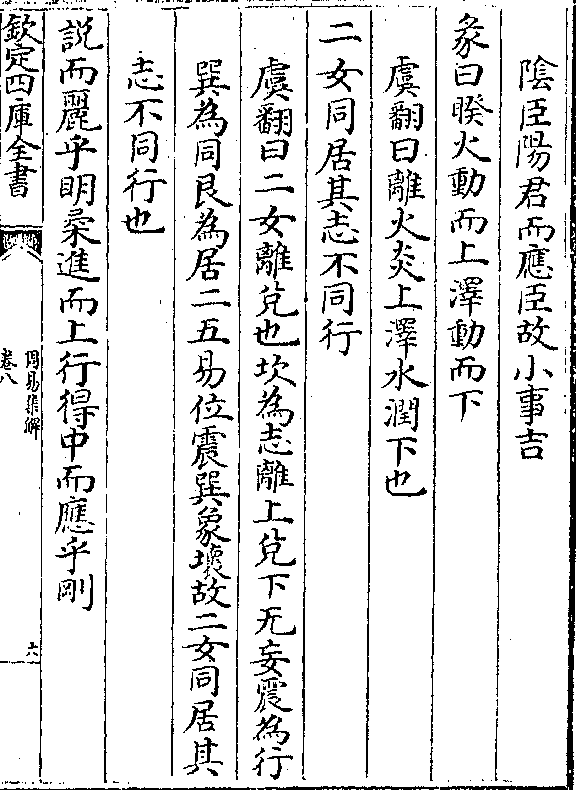 陰臣陽君而應臣故小事吉
彖曰睽火動而上澤動而下
虞翻曰離火炎上澤水潤下也
二女同居其志不同行
虞翻曰二女離兌也坎為志離上兌下无妄震為行
巽為同艮為居二五易位震巽象壞故二女同居其
志不同行也
說而麗乎明柔進而上行得中而應乎剛
欽定四庫全書
周易集解
卷八
六